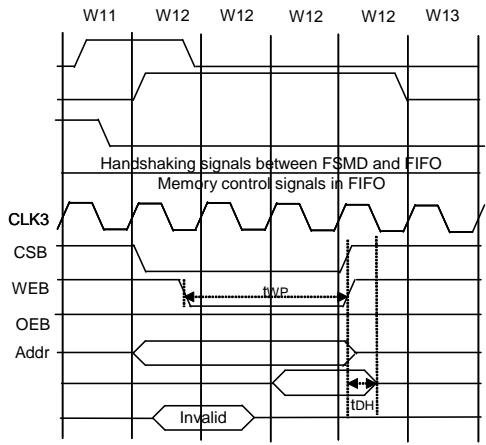 W11 W12 W12 W12 W12 W13
Handshaking signals between FSMD and FIFO
Memory control signals in FIFO
CLK3
CSB
WEB
tWP
OEB
Addr
tDH
Invalid